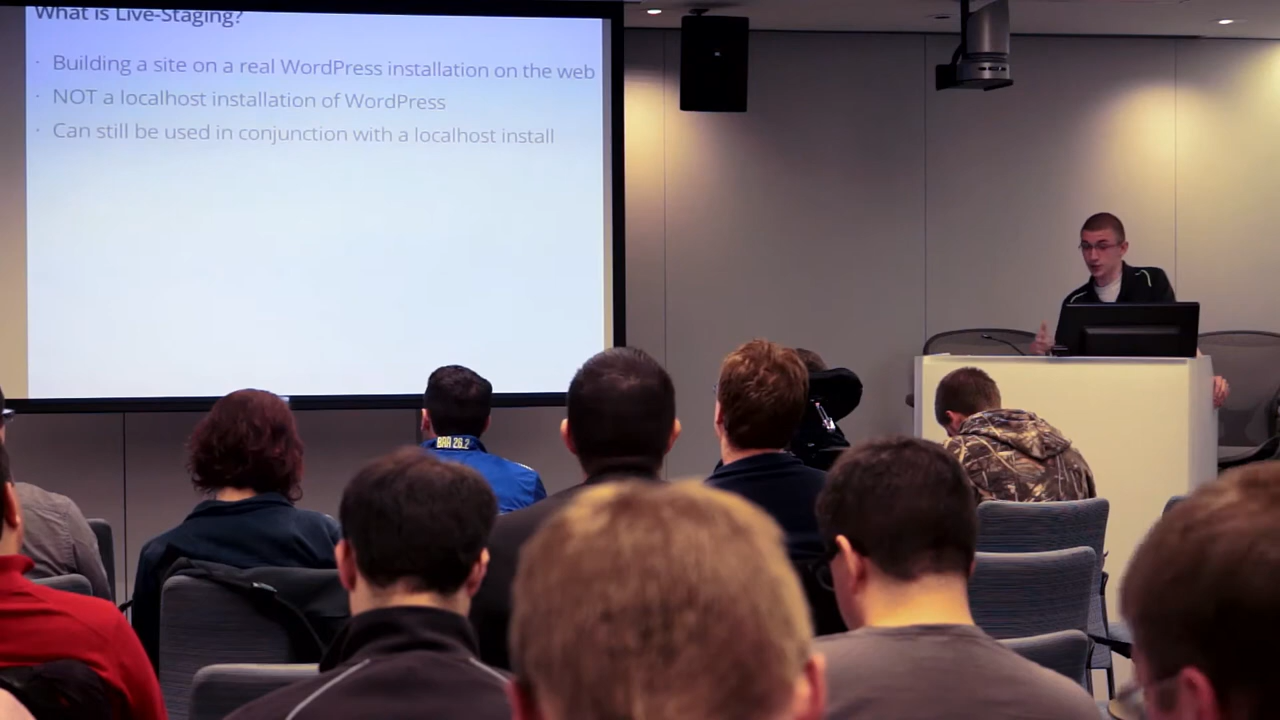 What is Live-Staging?
· Building a site on a real WordPress installation on the web
· NOT a localhost installation of WordPress
· Can still be used in conjunction with a localhost install
BRR 26.2